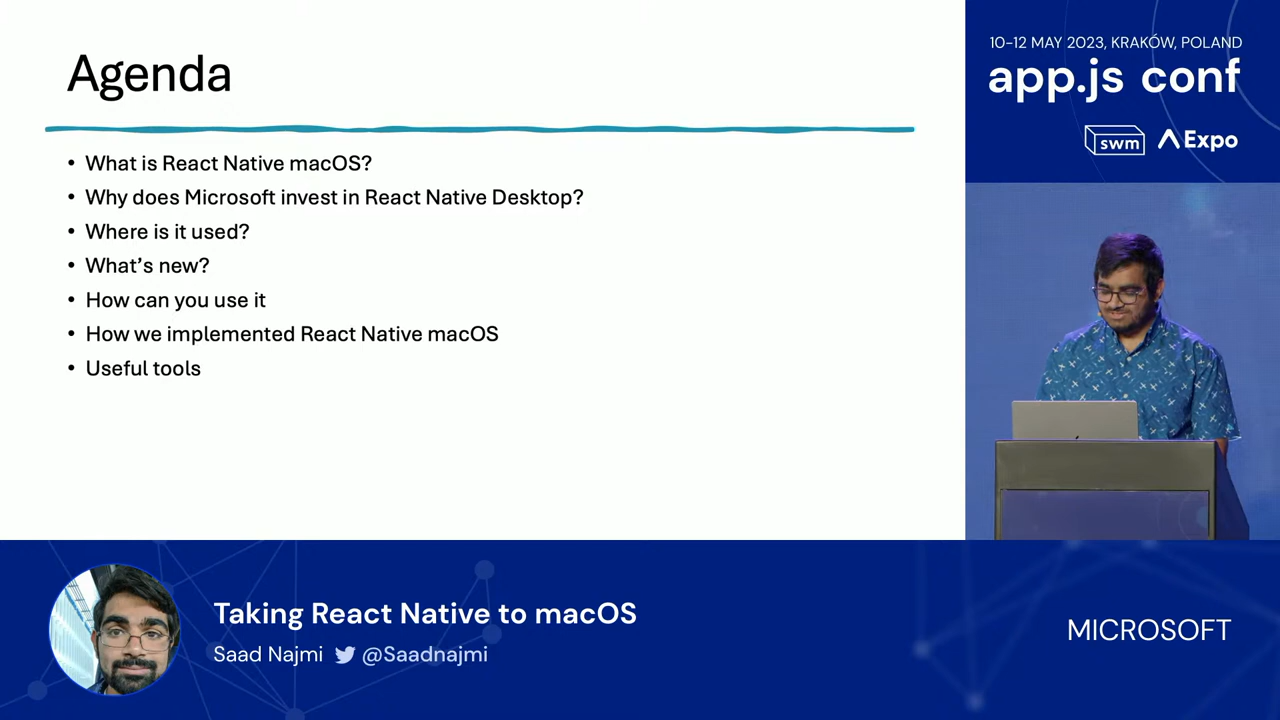 Agenda
• What is React Native macOS?
• Why does Microsoft invest in React Native Desktop?
• Where is it used?
• What’s new?
• How can you use it
• How we implemented React Native macOS
• Useful tools
10–12 MAY 2023, KRAKÓW, POLAND
app.js conf
swm Expo
Taking React Native to macOS
Saad Najmi @Saadnajmi
MICROSOFT